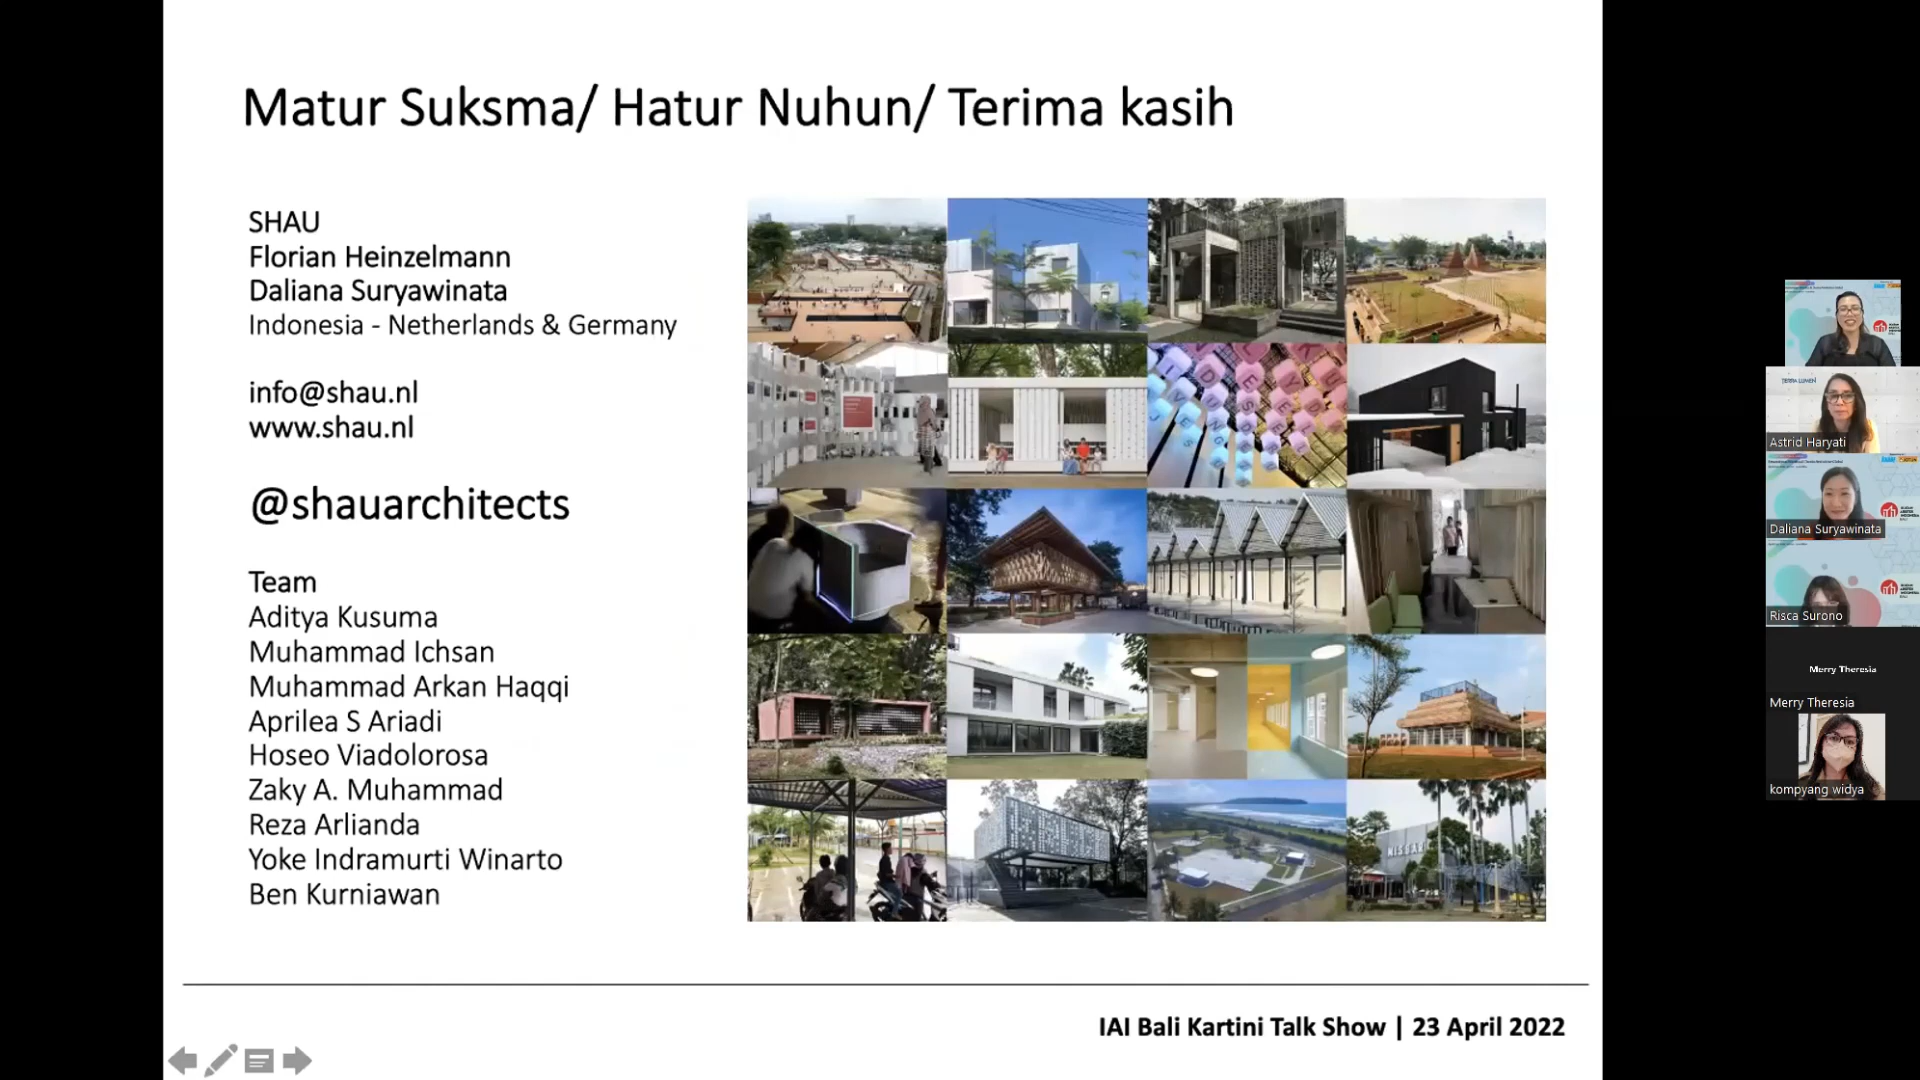 Matur Suksma/ Hatur Nuhun/ Terima kasih
SHAU
Florian Heinzelmann
Daliana Suryawinata
Indonesia - Netherlands & Germany
info@shau.nl
www.shau.nl
@shauarchitects
Team
Aditya Kusuma
Muhammad Ichsan
Muhammad Arkan Haqqi
Aprilea S Ariadi
Hoseo Viadolorosa
Zaky A. Muhammad
Reza Arlianda
Yoke Indramurti Winarto
Ben Kurniawan
NISSAN
IAI Bali Kartini Talk Show | 23 April 2022
TERRA LUMEN
Astrid Haryati
Daliana Suryawinata
Risca Surono
Merry Theresia
Merry Theresia
kompyang widya